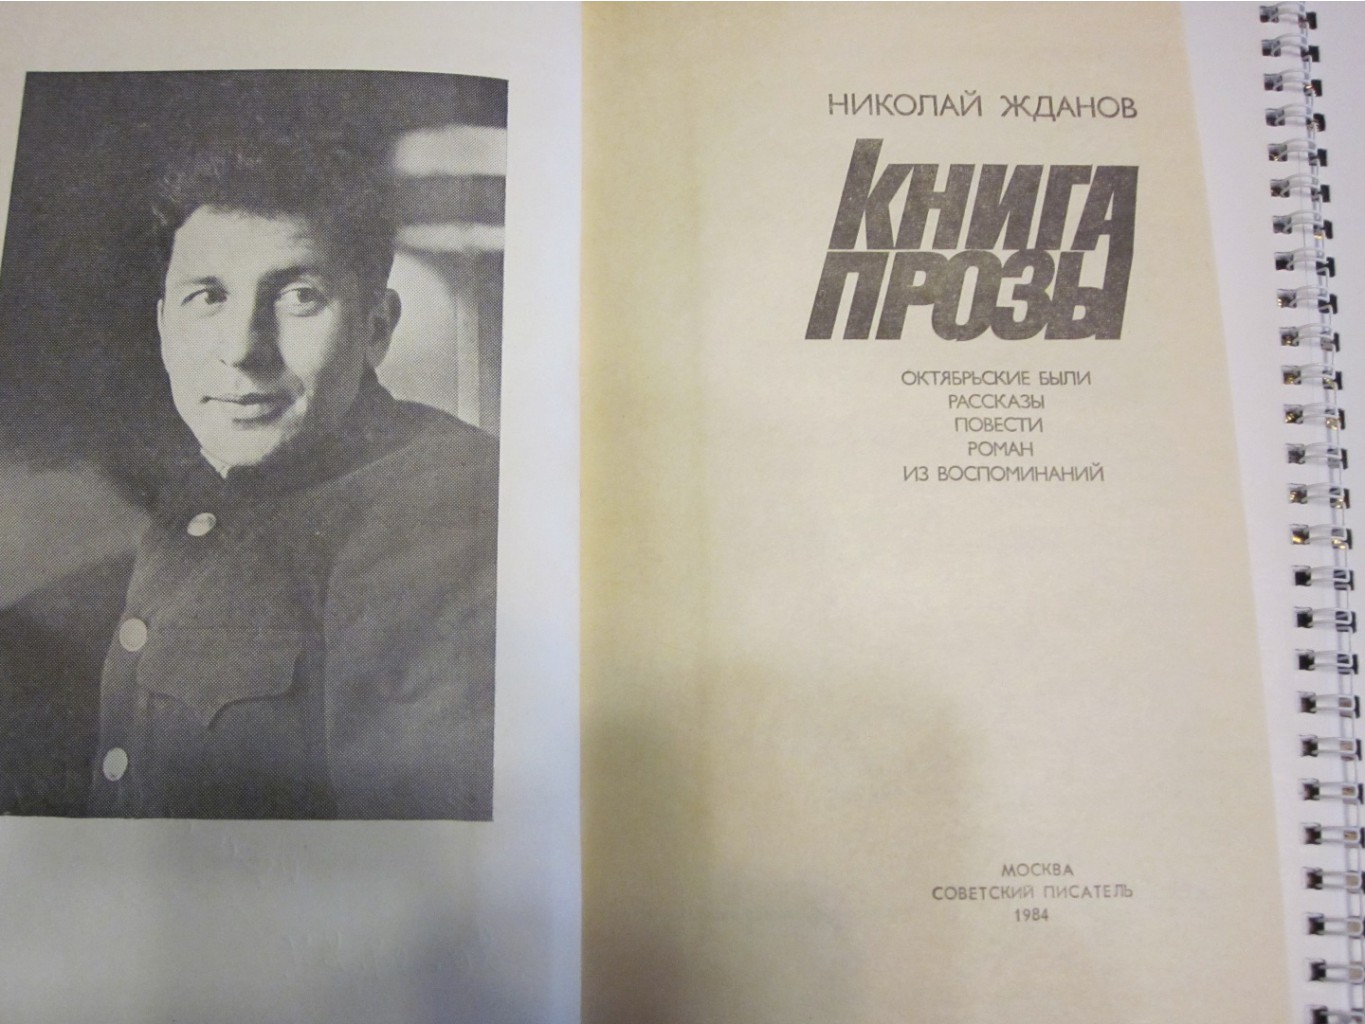 НИКОЛАЙ ЖДАНОВ
КНИГА
ПРОЗЫ
ОКТЯБРЬСКИЕ БЫЛИ
РАССКАЗЫ
ПОВЕСТИ
РОМАН
ИЗ ВОСПОМИНАНИЙ
МОСКВА
СОВЕТСКИЙ ПИСАТЕЛЬ
1984